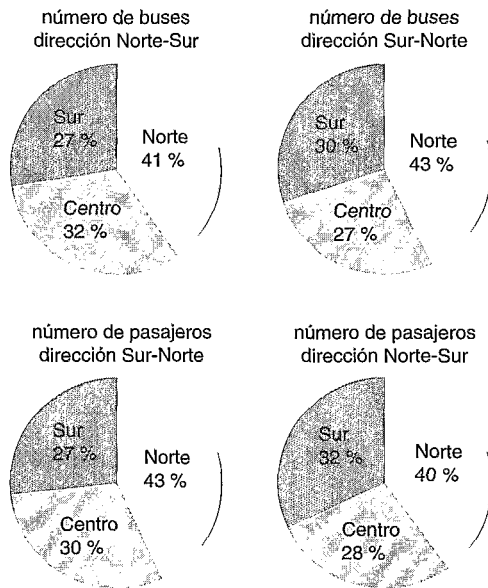 número de buses
dirección Norte-Sur
Sur
27 %
Norte
41 %
Centro
32 %
número de buses
dirección Sur-Norte
Sur
30 %
Norte
43 %
Centro
27 %
número de pasajeros
dirección Sur-Norte
Sur
27 %
Norte
43 %
Centro
30 %
número de pasajeros
dirección Norte-Sur
Sur
32 %
Norte
40 %
Centro
28 %